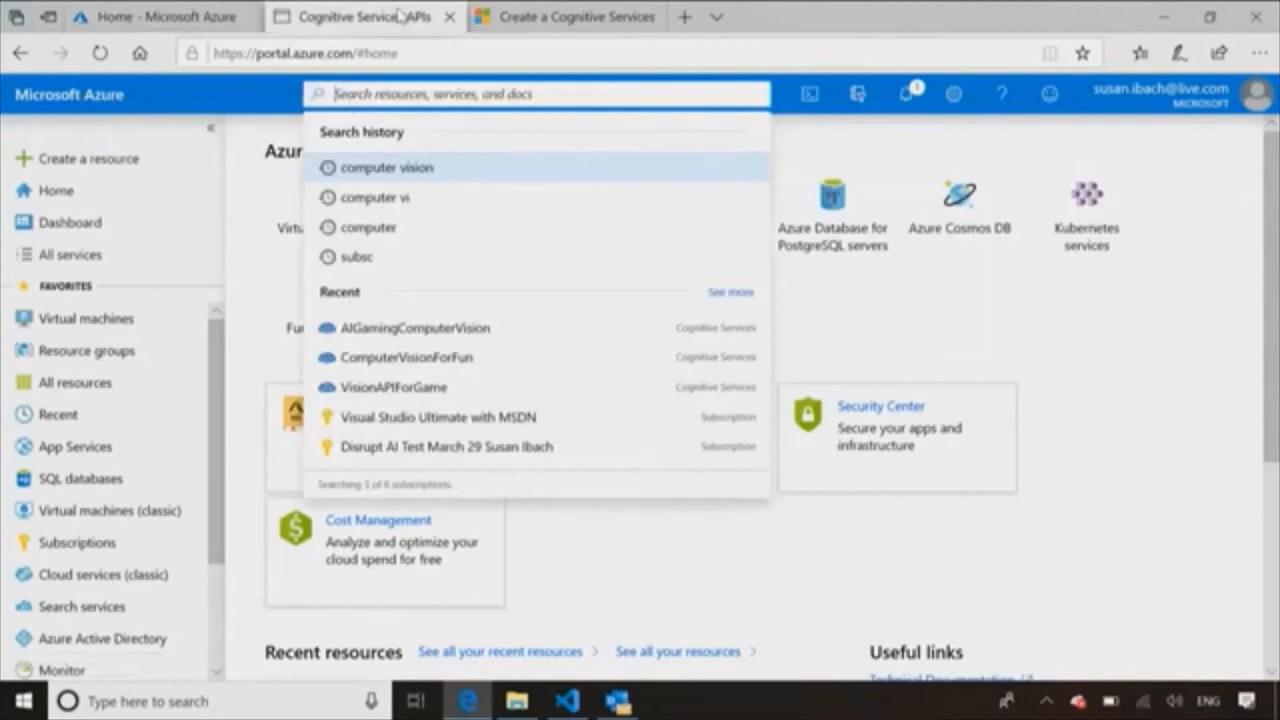 Home - Microsoft Azure
Cognitive Services APIs
Create a Cognitive Services
https://portal.azure.com/#home
Microsoft Azure
Search resources, services, and docs
1
susan.ibach@live.com
MICROSOFT
Create a resource
Home
Dashboard
All services
FAVORITES
Virtual machines
Resource groups
All resources
Recent
App Services
SQL databases
Virtual machines (classic)
Subscriptions
Cloud services (classic)
Search services
Azure Active Directory
Monitor
Azur
Virtu
Fur
Search history
computer vision
computer vi
computer
subsc
Recent
See more
AIGamingComputerVision
Cognitive Services
ComputerVisionForFun
Cognitive Services
VisionAPIForGame
Cognitive Services
Visual Studio Ultimate with MSDN
Subscription
Disrupt AI Test March 29 Susan Ibach
Subscription
of 6 subscriptions.
Azure Database for
PostgreSQL servers
Azure Cosmos DB
Kubernetes
services
Security Center
Secure your apps and
infrastructure
Cost Management
Analyze and optimize your
cloud spend for free
Recent resources
See all your recent resources
See all your resources
Useful links
Technical Documentation
Type here to search
ENG